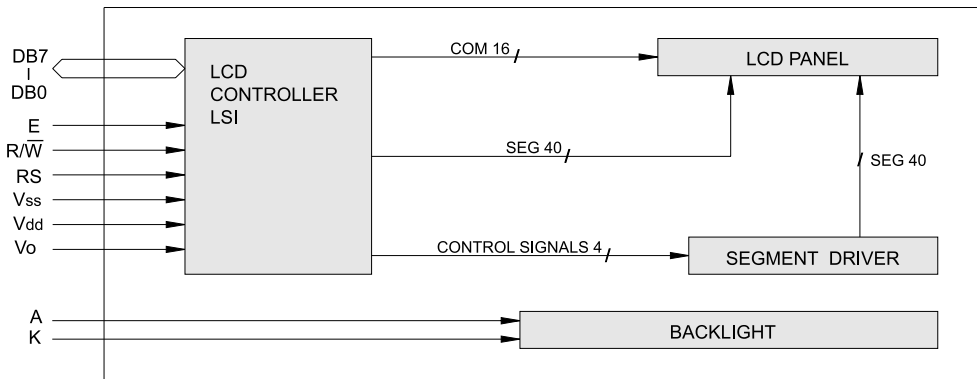 DB7
DB0
E
R/W̅
RS
Vss
Vdd
Vo
A
K
LCD
CONTROLLER
LSI
COM 16
SEG 40
CONTROL SIGNALS 4
LCD PANEL
SEG 40
SEGMENT DRIVER
BACKLIGHT